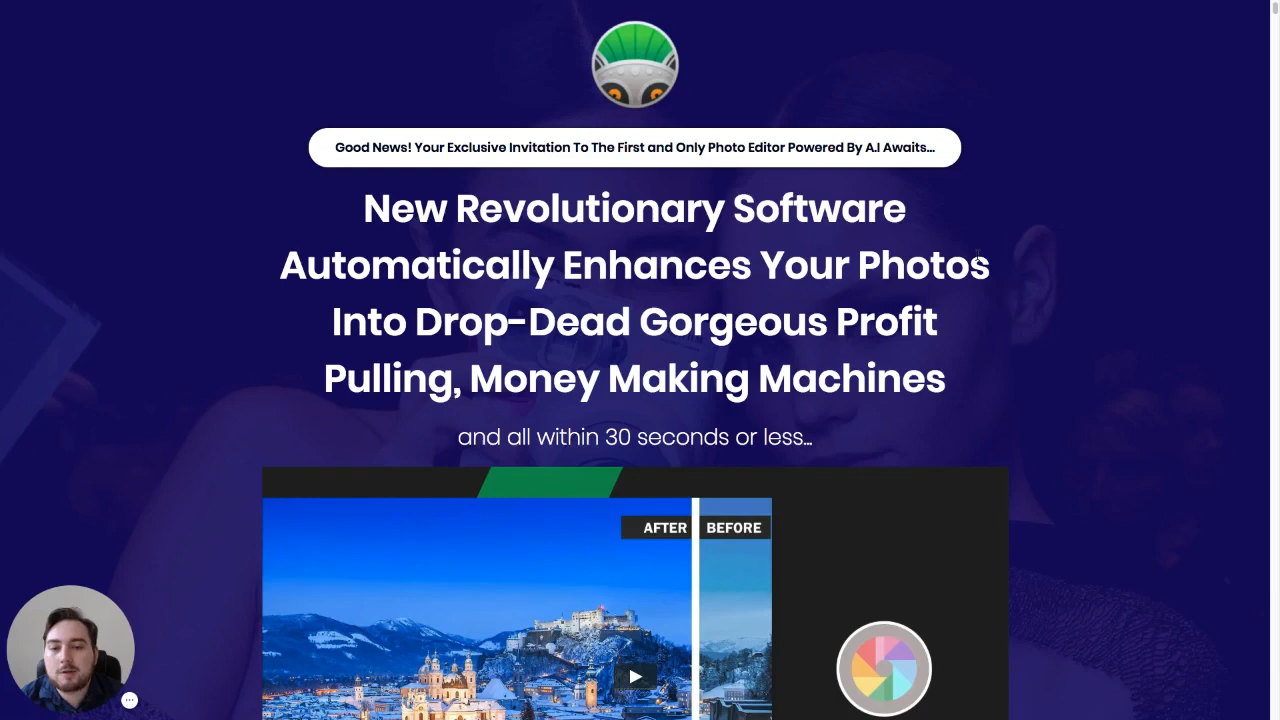 Good News! Your Exclusive Invitation To The First and Only Photo Editor Powered By A.I Awaits...
New Revolutionary Software
Automatically Enhances Your Photos
Into Drop-Dead Gorgeous Profit
Pulling, Money Making Machines
and all within 30 seconds or less...
AFTER BEFORE